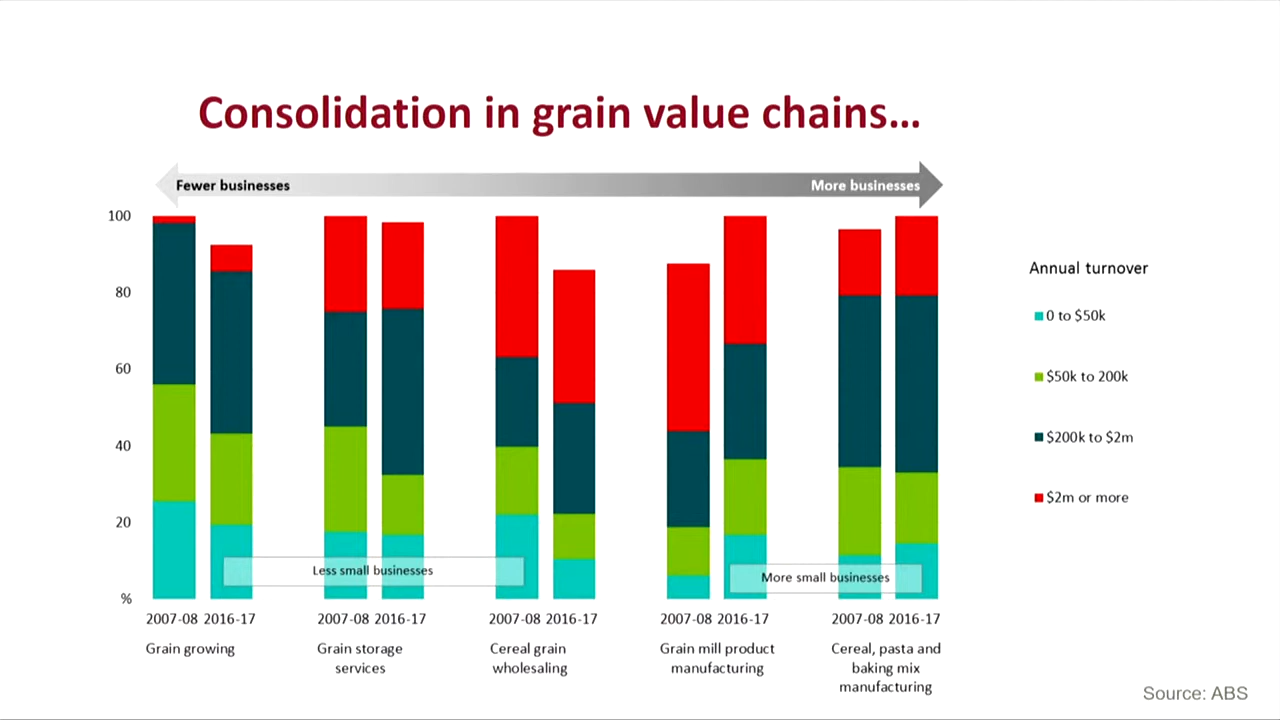 Consolidation in grain value chains...
Fewer businesses
More businesses
100
80
60
40
20
%
Annual turnover
0 to $50k
$50k to 200k
$200k to $2m
$2m or more
Less small businesses
More small businesses
2007-08 2016-17
2007-08 2016-17
2007-08 2016-17
2007-08 2016-17
2007-08 2016-17
Grain growing
Grain storage
services
Cereal grain
wholesaling
Grain mill product
manufacturing
Cereal, pasta and
baking mix
manufacturing
Source: ABS